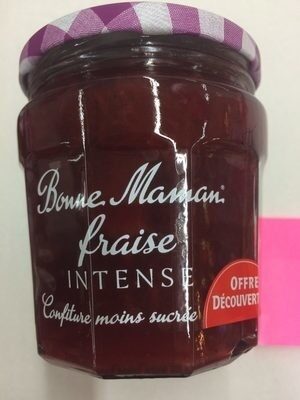 Bonne Maman®
fraise
INTENSE
Confiture moins sucrée
OFFRE
DÉCOUVERT